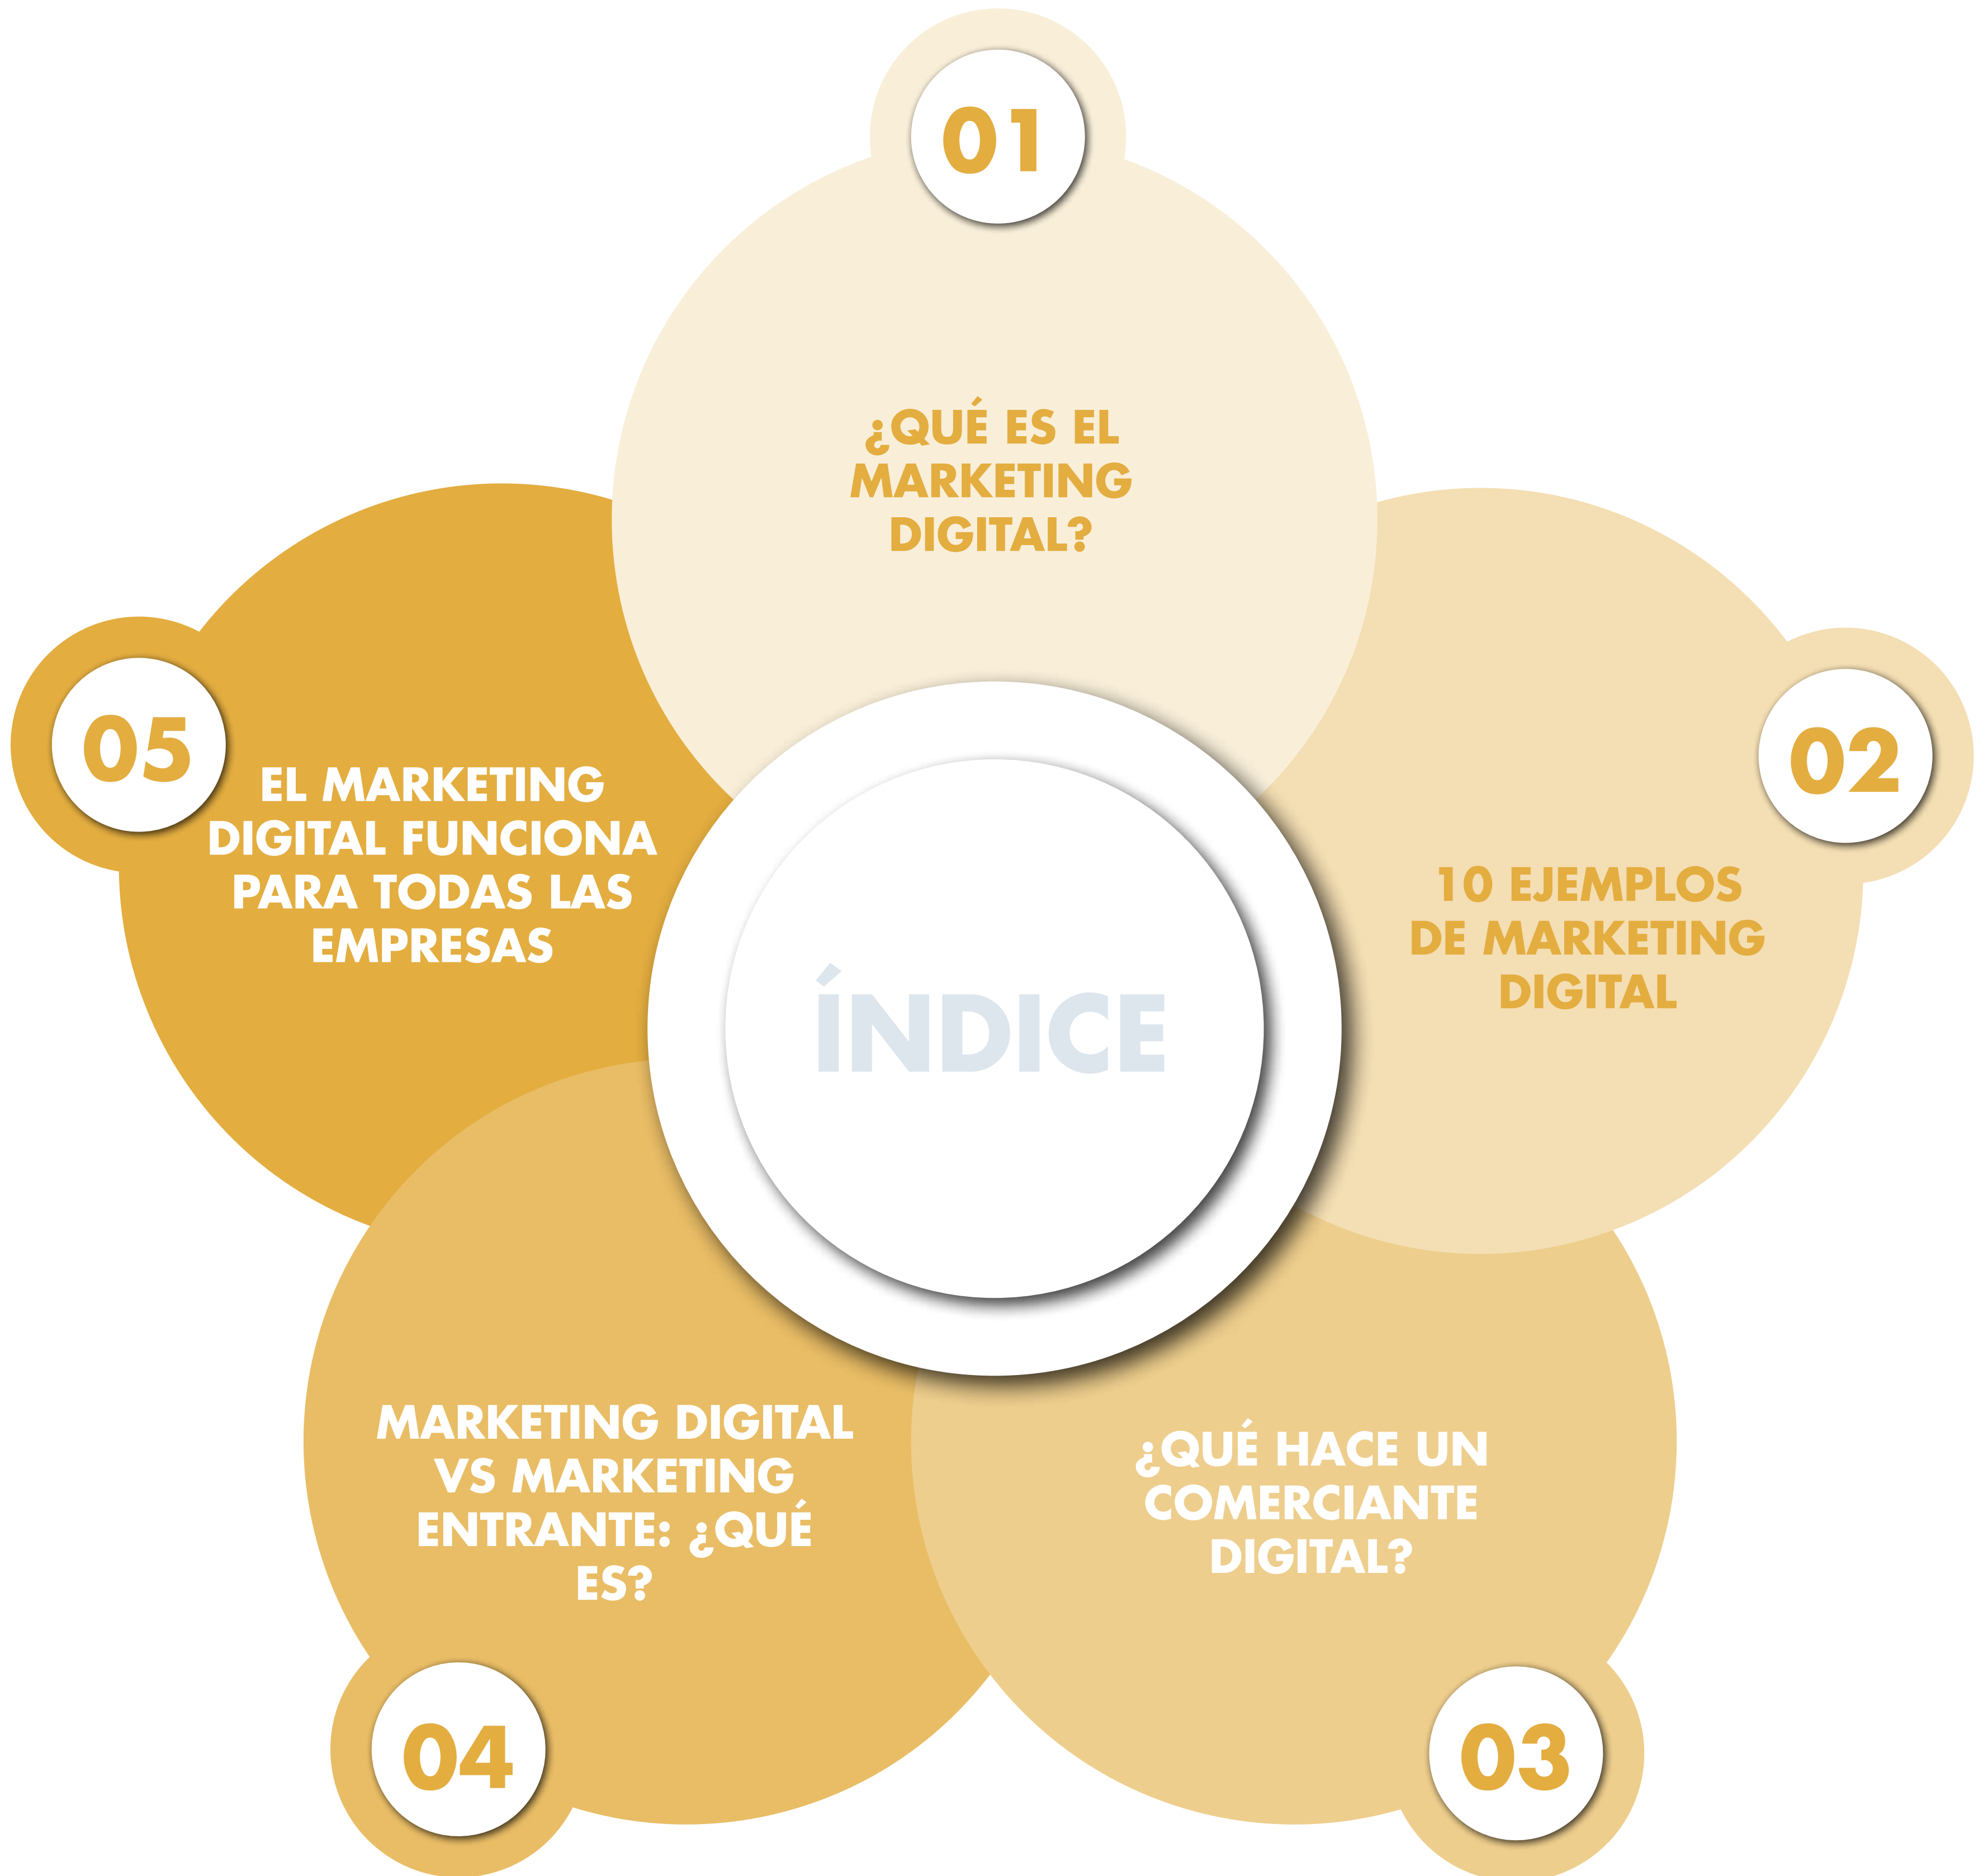 01
¿QUÉ ES EL
MARKETING
DIGITAL?
02
10 EJEMPLOS
DE MARKETING
DIGITAL
03
¿QUÉ HACE UN
COMERCIANTE
DIGITAL?
04
MARKETING DIGITAL
VS MARKETING
ENTRANTE: ¿QUÉ
ES?
05
EL MARKETING
DIGITAL FUNCIONA
PARA TODAS LAS
EMPRESAS
ÍNDICE